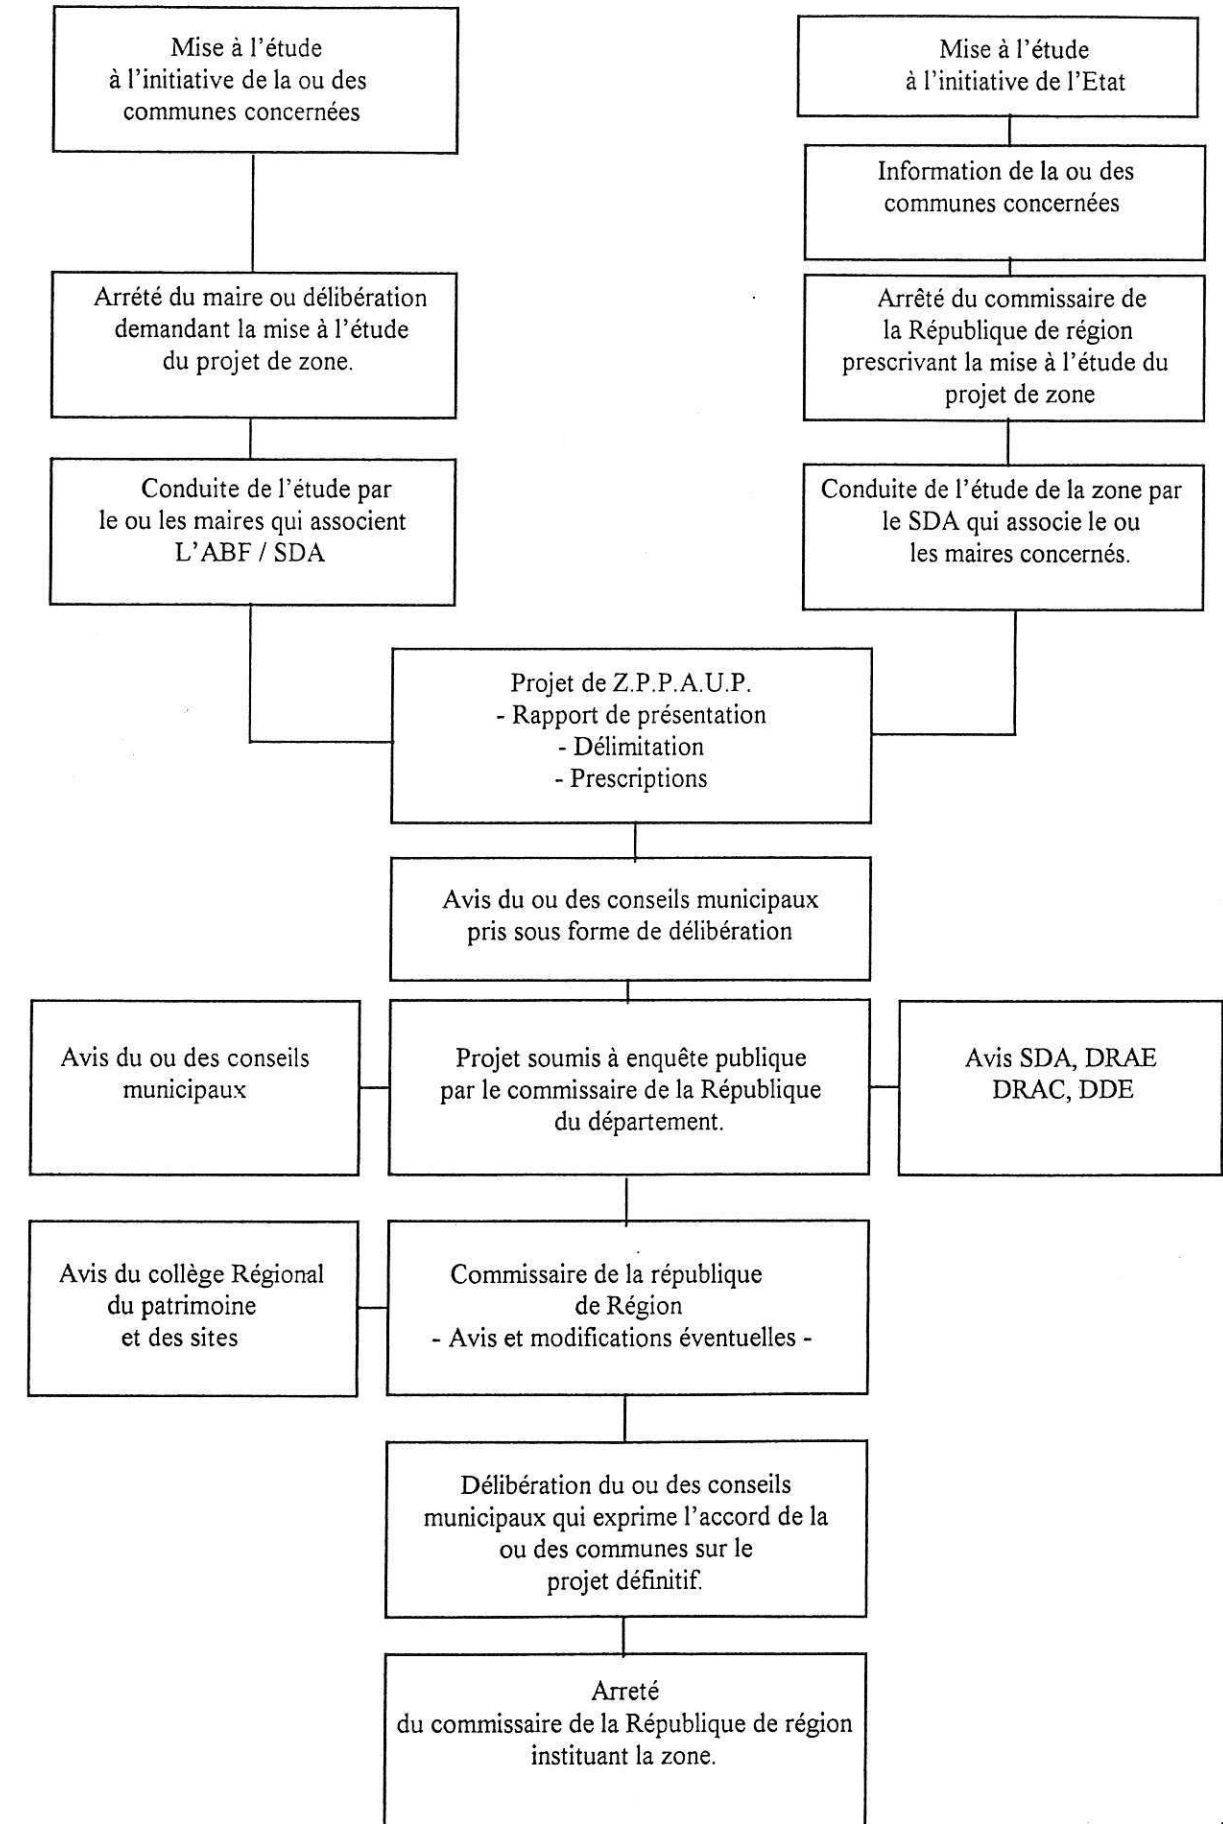 Mise à l'étude
à l'initiative de la ou des
communes concernées
Mise à l'étude
à l'initiative de l'Etat
Information de la ou des
communes concernées
Arrété du maire ou délibération
demandant la mise à l'étude
du projet de zone.
Arrêté du commissaire de
la République de région
prescrivant la mise à l'étude du
projet de zone
Conduite de l'étude par
le ou les maires qui associent
L'ABF / SDA
Conduite de l'étude de la zone par
le SDA qui associe le ou
les maires concernés.
Projet de Z.P.P.A.U.P.
- Rapport de présentation
- Délimitation
- Prescriptions
Avis du ou des conseils municipaux
pris sous forme de délibération
Avis du ou des conseils
municipaux
Projet soumis à enquête publique
par le commissaire de la République
du département.
Avis SDA, DRAE
DRAC, DDE
Avis du collège Régional
du patrimoine
et des sites
Commissaire de la république
de Région
- Avis et modifications éventuelles -
Délibération du ou des conseils
municipaux qui exprime l'accord de la
ou des communes sur le
projet définitif.
Arreté
du commissaire de la République de région
instituant la zone.